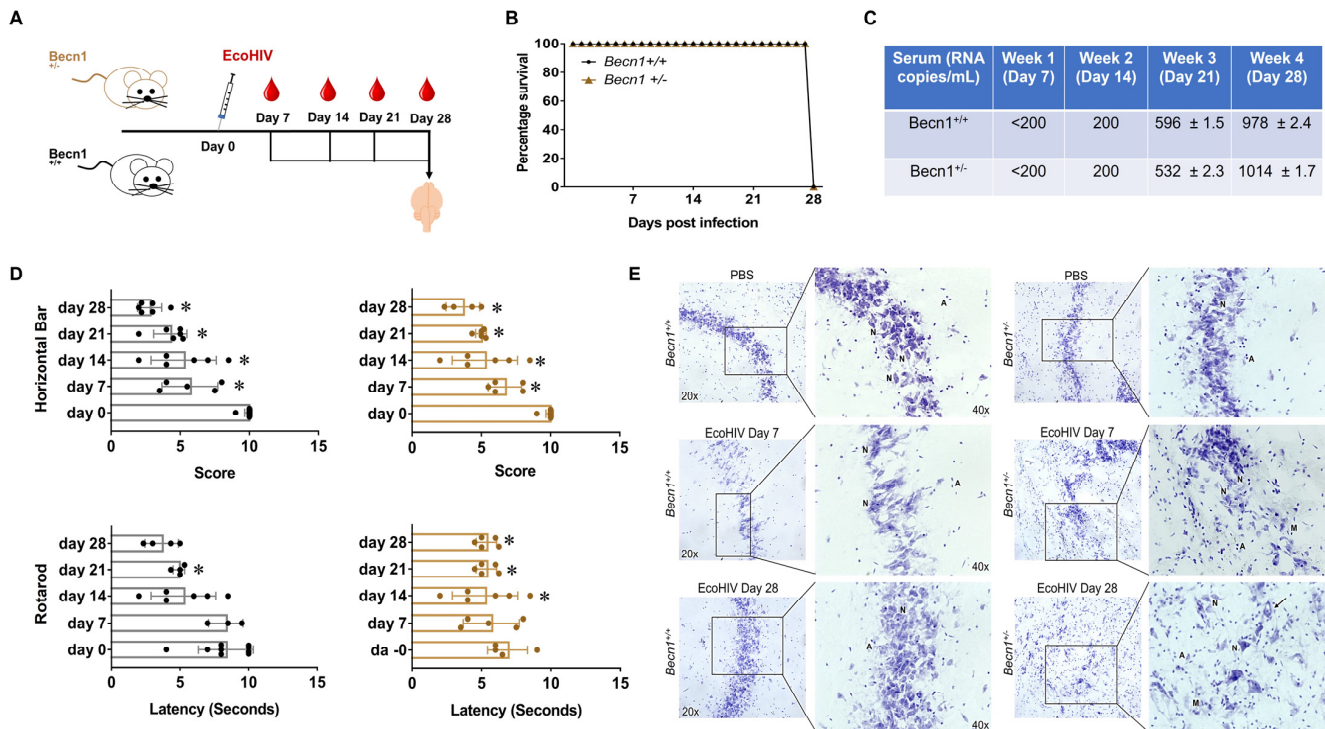 A
Becn1
+/-
EcoHIV
Day 7
Day 14
Day 21
Day 28
Day 0
Becn1
+/+
B
Percentage survival
100
80
60
40
20
0
Becn1+/+
Becn1 +/-
7
14
21
28
Days post infection
C
Serum (RNA copies/mL)
Week 1 (Day 7)
Week 2 (Day 14)
Week 3 (Day 21)
Week 4 (Day 28)
Becn1+/+
<200
200
596 ± 1.5
978 ± 2.4
Becn1+/-
<200
200
532 ± 2.3
1014 ± 1.7
D
Horizontal Bar
day 28
*
day 21
*
day 14
*
day 7
*
day 0
0
5
10
15
Score
day 28
*
day 21
*
day 14
*
day 7
*
day 0
0
5
10
15
Score
Rotarod
day 28
day 21
*
day 14
day 7
day 0
0
5
10
15
Latency (Seconds)
day 28
*
day 21
*
day 14
*
day 7
da -0
0
5
10
15
Latency (Seconds)
E
PBS
Becn1+/+
20x
A
N
N
40x
PBS
Becn1+/-
N
A
EcoHIV Day 7
Becn1+/+
20x
N
A
N
40x
EcoHIV Day 7
Becn1+/-
N
N
M
A
EcoHIV Day 28
Becn1+/+
20x
N
A
40x
EcoHIV Day 28
Becn1+/-
N
A
N
M